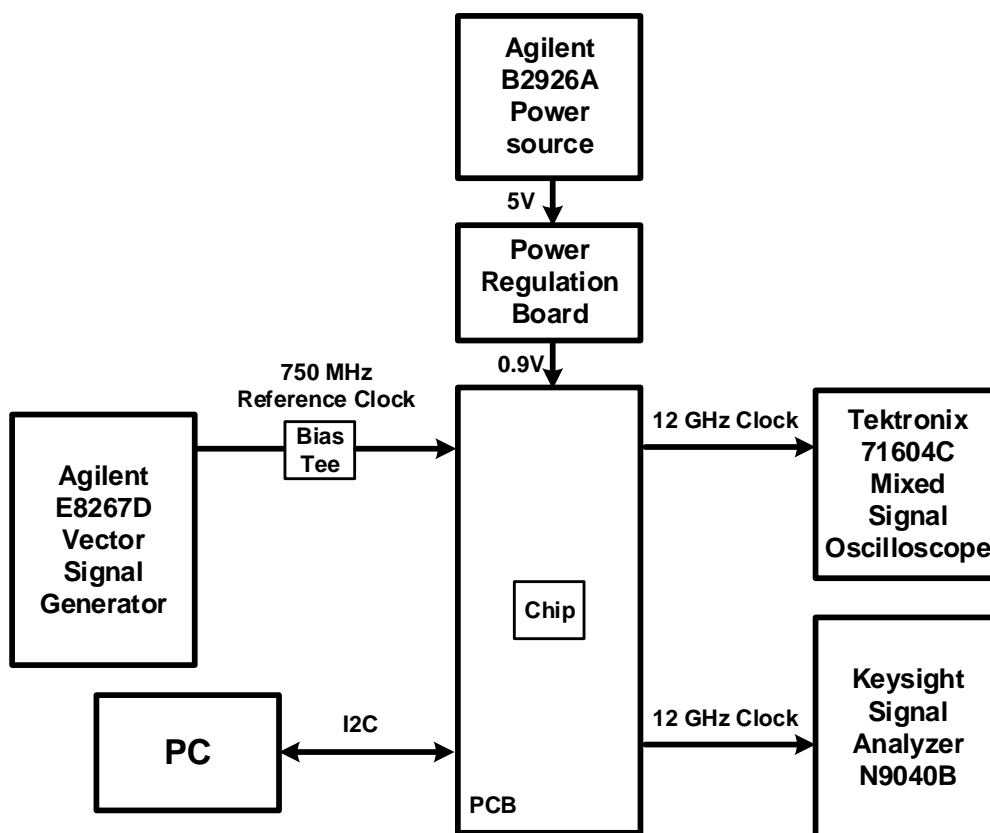 Agilent
B2926A
Power
source
5V
Power
Regulation
Board
0.9V
750 MHz
Reference Clock
Bias
Tee
Agilent
E8267D
Vector
Signal
Generator
12 GHz Clock
Tektronix
71604C
Mixed
Signal
Oscilloscope
Chip
PC
I2C
12 GHz Clock
Keysight
Signal
Analyzer
N9040B
PCB